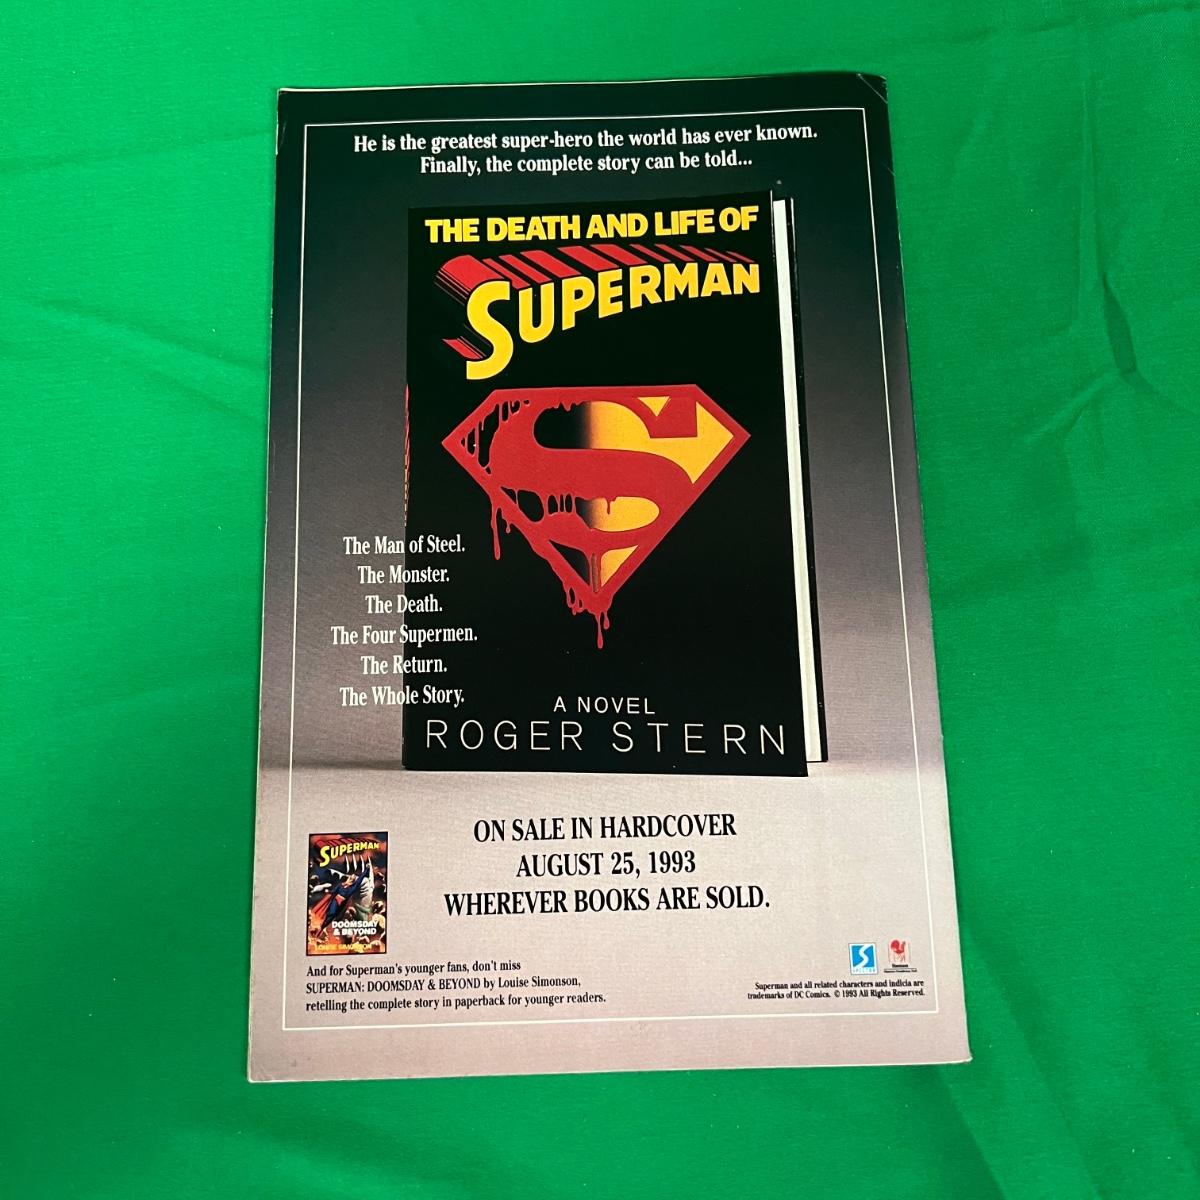 He is the greatest super-hero the world has ever known.
Finally, the complete story can be told...
THE DEATH AND LIFE OF
SUPERMAN
The Man of Steel.
The Monster.
The Death.
The Four Supermen.
The Return.
The Whole Story.
A NOVEL
ROGER STERN
ON SALE IN HARDCOVER
AUGUST 25, 1993
WHEREVER BOOKS ARE SOLD.
SUPERMAN
DOOMSDAY
& BEYOND
LOUISE SIMONSON
And for Superman's younger fans, don't miss
SUPERMAN: DOOMSDAY & BEYOND by Louise Simonson,
retelling the complete story in paperback for younger readers.
Superman and all related characters and indicia are
trademarks of DC Comics. © 1993 All Rights Reserved.